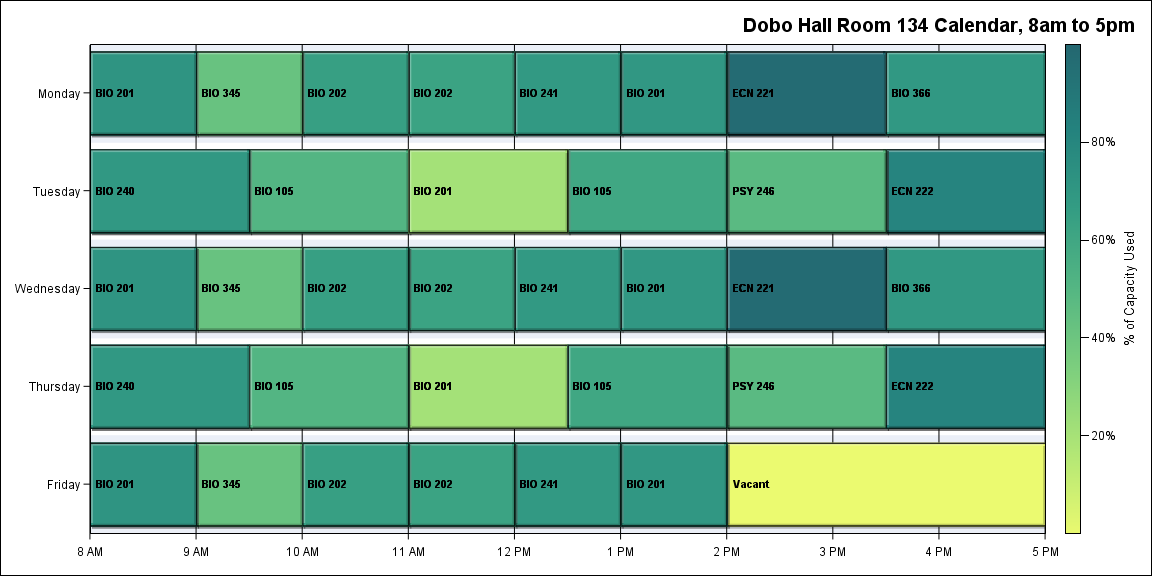 Dobo Hall Room 134 Calendar, 8am to 5pm
Monday
BIO 201
BIO 345
BIO 202
BIO 202
BIO 241
BIO 201
ECN 221
BIO 366
Tuesday
BIO 240
BIO 105
BIO 201
BIO 105
PSY 246
ECN 222
Wednesday
BIO 201
BIO 345
BIO 202
BIO 202
BIO 241
BIO 201
ECN 221
BIO 366
Thursday
BIO 240
BIO 105
BIO 201
BIO 105
PSY 246
ECN 222
Friday
BIO 201
BIO 345
BIO 202
BIO 202
BIO 241
BIO 201
Vacant
8 AM
9 AM
10 AM
11 AM
12 PM
1 PM
2 PM
3 PM
4 PM
5 PM
80%
60%
40%
20%
% of Capacity Used